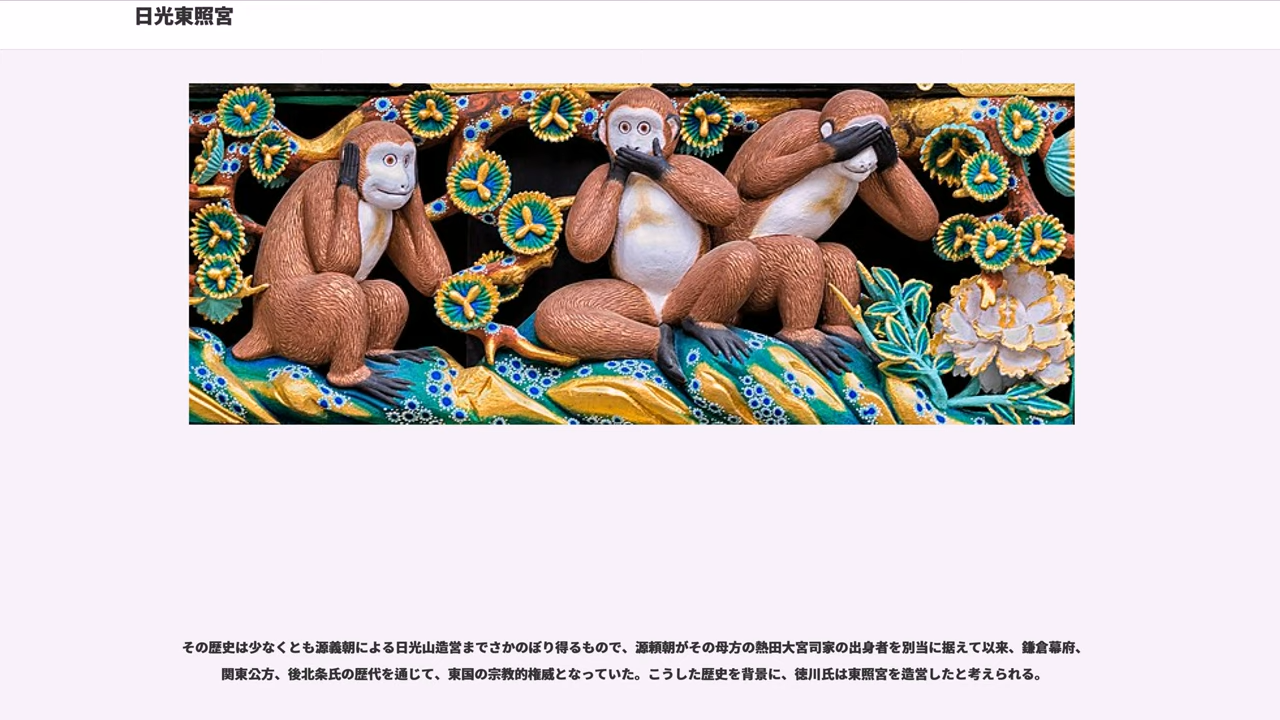 日光東照宮
その歴史は少なくとも源義朝による日光山造営までさかのぼり得るもので、源頼朝がその母方の熱田大宮司家の出身者を別当に据えて以来、鎌倉幕府、
関東公方、後北条氏の歴代を通じて、東国の宗教的権威となっていた。こうした歴史を背景に、徳川氏は東照宮を造営したと考えられる。